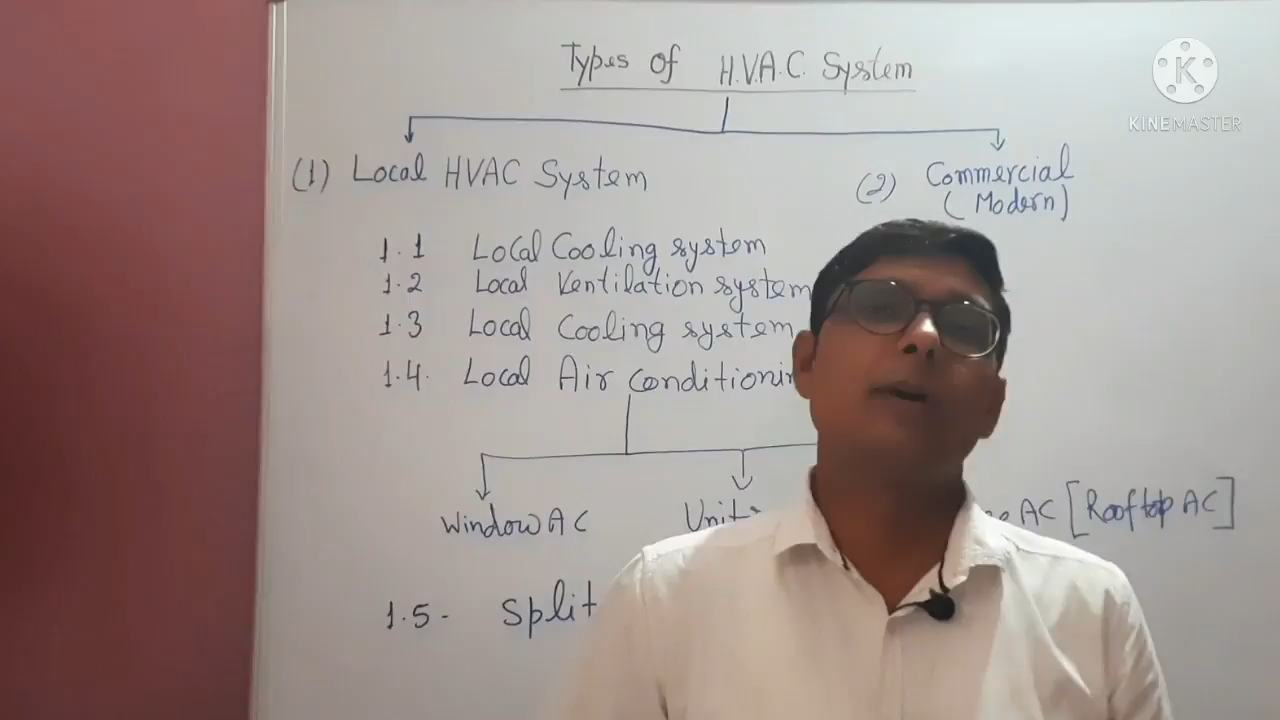 Types of H.V.A.C. System
KINEMASTER
(1) Local HVAC System
(2) Commercial
(Modern)
1.1 Local Cooling system
1.2 Local Ventilation system
1.3 Local Cooling system
1.4. Local Air Conditionin
Window AC
AC [Rooftop AC]
1.5- Split